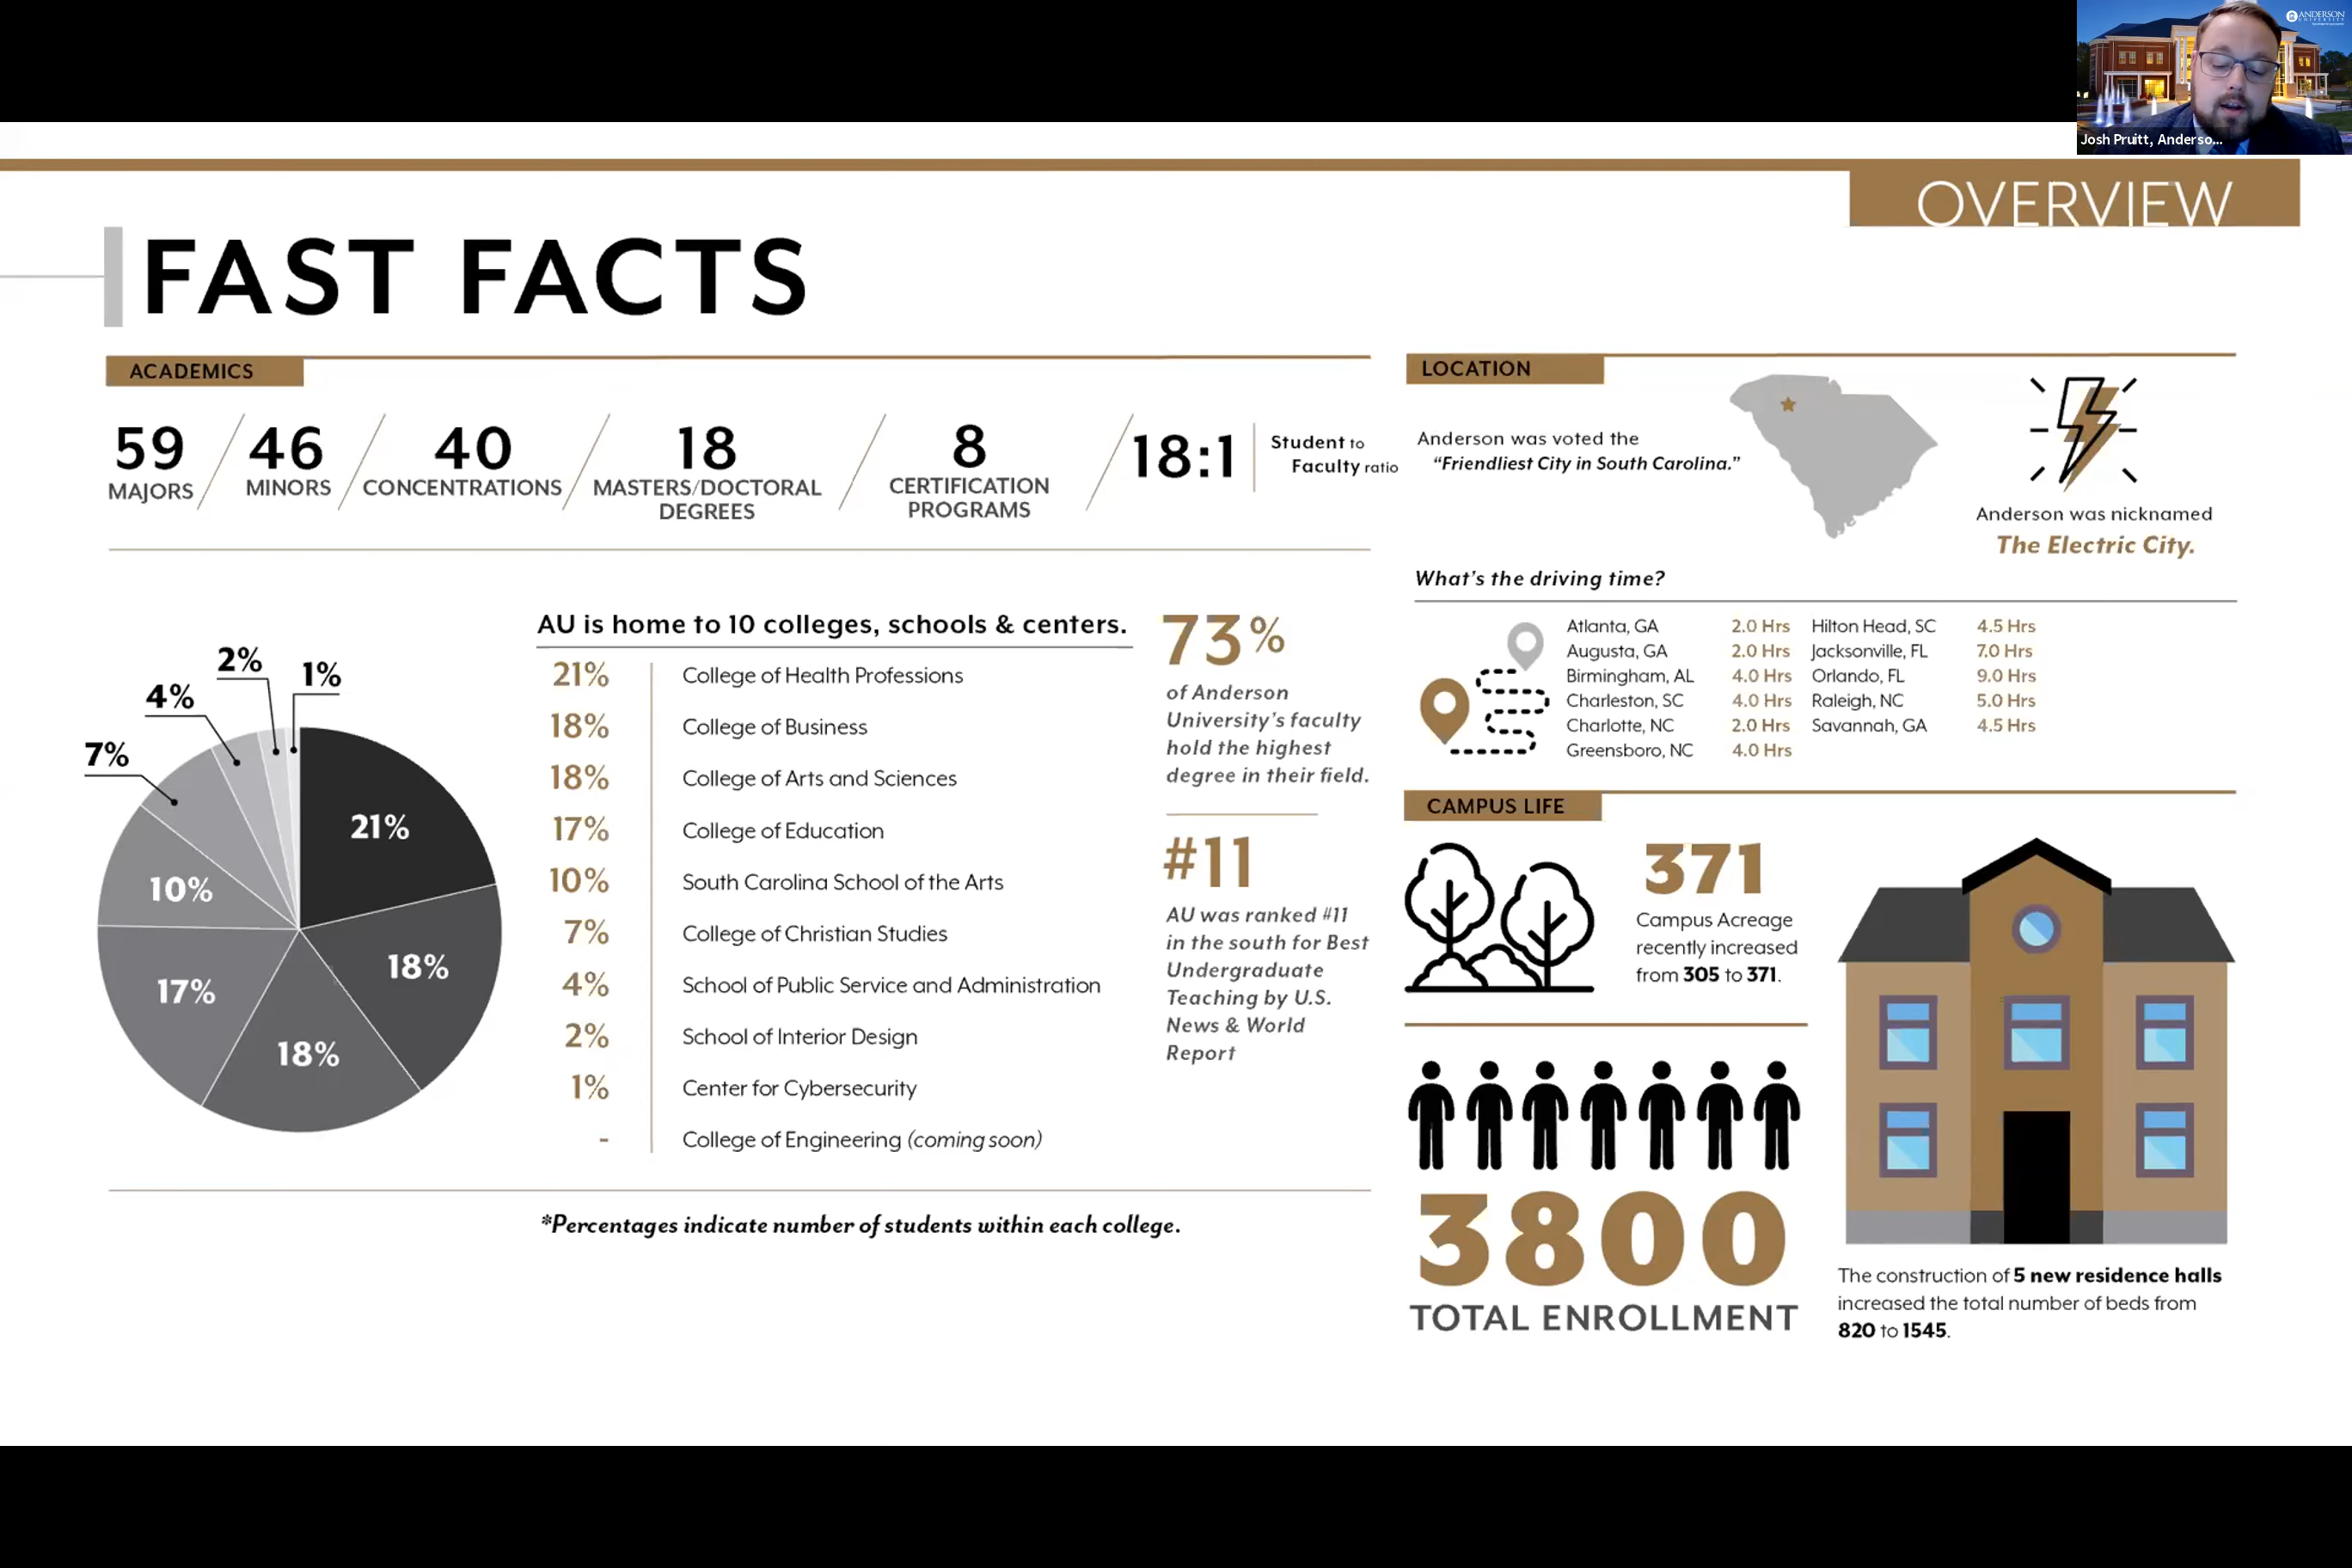 ANDERSON
UNIVERSITY
Josh Pruitt, Anderso...
OVERVIEW
FAST FACTS
ACADEMICS
59
MAJORS
46
MINORS
40
CONCENTRATIONS
18
MASTERS/DOCTORAL
DEGREES
8
CERTIFICATION
PROGRAMS
18:1
Student to
Faculty ratio
2%
1%
4%
7%
21%
10%
18%
17%
18%
AU is home to 10 colleges, schools & centers.
21% College of Health Professions
18% College of Business
18% College of Arts and Sciences
17% College of Education
10% South Carolina School of the Arts
7% College of Christian Studies
4% School of Public Service and Administration
2% School of Interior Design
1% Center for Cybersecurity
- College of Engineering (coming soon)
*Percentages indicate number of students within each college.
73%
of Anderson
University's faculty
hold the highest
degree in their field.
#11
AU was ranked #11
in the south for Best
Undergraduate
Teaching by U.S.
News & World
Report
LOCATION
Anderson was voted the
“Friendliest City in South Carolina.”
Anderson was nicknamed
The Electric City.
What's the driving time?
Atlanta, GA 2.0 Hrs Hilton Head, SC 4.5 Hrs
Augusta, GA 2.0 Hrs Jacksonville, FL 7.0 Hrs
Birmingham, AL 4.0 Hrs Orlando, FL 9.0 Hrs
Charleston, SC 4.0 Hrs Raleigh, NC 5.0 Hrs
Charlotte, NC 2.0 Hrs Savannah, GA 4.5 Hrs
Greensboro, NC 4.0 Hrs
CAMPUS LIFE
371
Campus Acreage
recently increased
from 305 to 371.
3800
TOTAL ENROLLMENT
The construction of 5 new residence halls
increased the total number of beds from
820 to 1545.